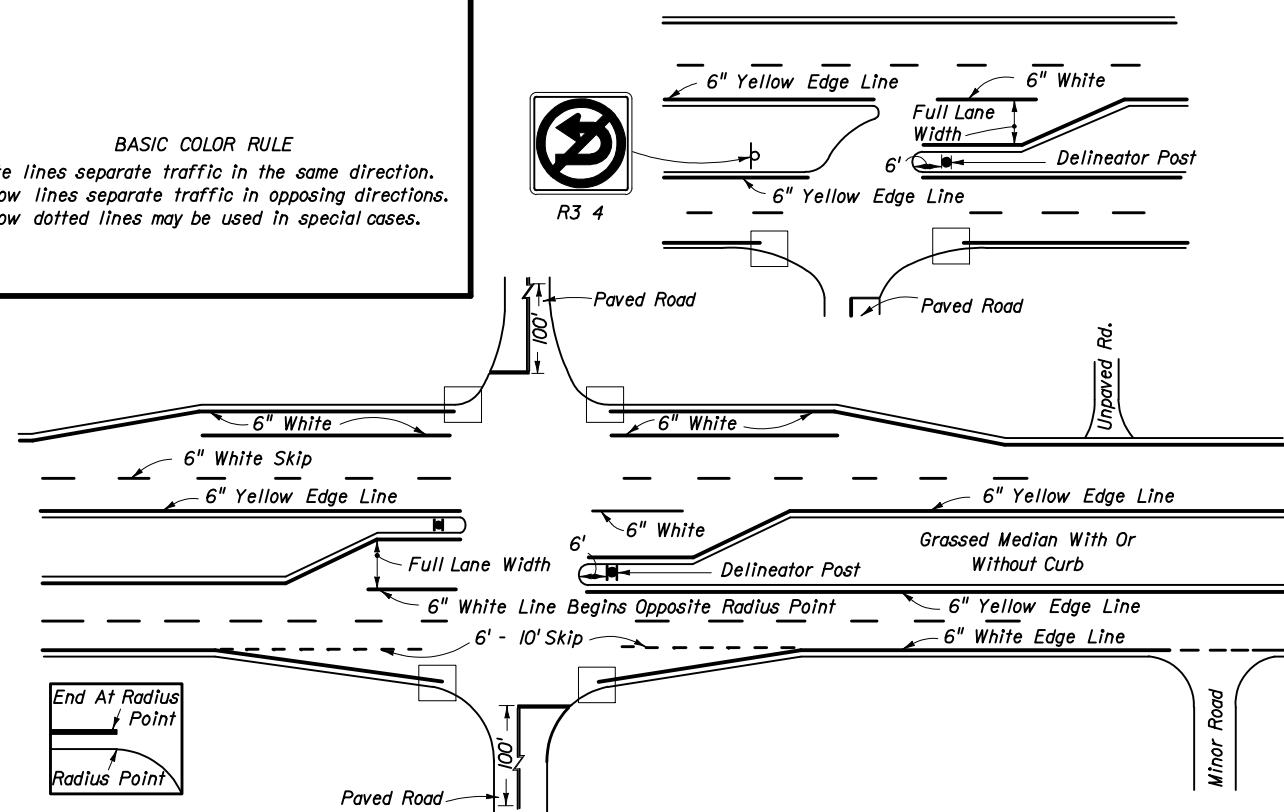 BASIC COLOR RULE
lines separate traffic in the same direction.
lines separate traffic in opposing directions.
dotted lines may be used in special cases.
R3 4
6" Yellow Edge Line
6" White
Full Lane
Width
6'
Delineator Post
6" Yellow Edge Line
Paved Road
Paved Road
100'
Unpaved Rd.
6" White
6" White
6" White Skip
6" Yellow Edge Line
6" Yellow Edge Line
6" White
Grassed Median With Or
Without Curb
6'
Full Lane Width
Delineator Post
6" White Line Begins Opposite Radius Point
6" Yellow Edge Line
6' - 10' Skip
6" White Edge Line
End At Radius
Point
Radius Point
100'
Minor Road
Paved Road